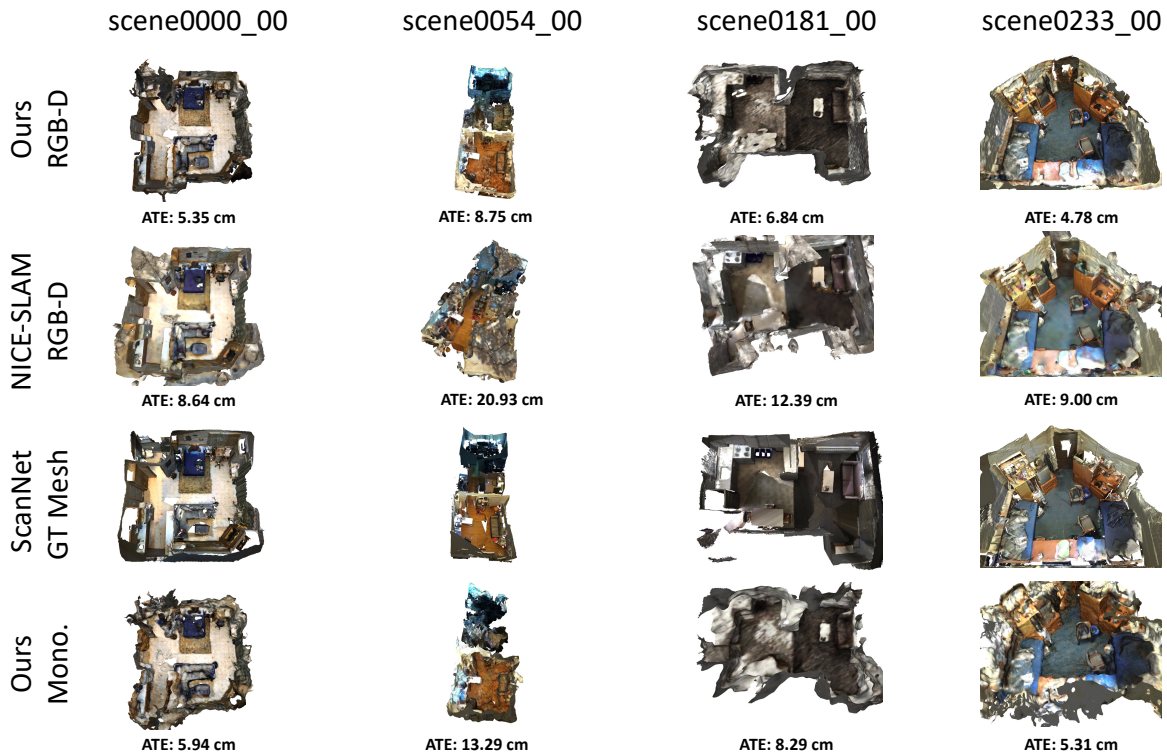 scene0000_00 scene0054_00 scene0181_00 scene0233_00
Ours
RGB-D
ATE: 5.35 cm ATE: 8.75 cm ATE: 6.84 cm ATE: 4.78 cm
NICE-SLAM
RGB-D
ATE: 8.64 cm ATE: 20.93 cm ATE: 12.39 cm ATE: 9.00 cm
ScanNet
GT Mesh
Ours
Mono.
ATE: 5.94 cm ATE: 13.29 cm ATE: 8.29 cm ATE: 5.31 cm